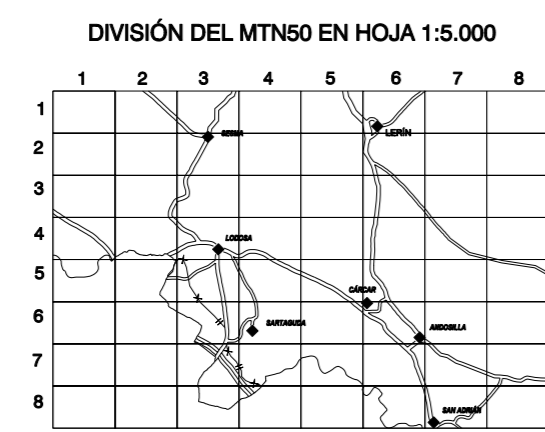 DIVISIÓN DEL MTN50 EN HOJA 1:5.000
1 2 3 4 5 6 7 8
1
LERÍN
SESMA
2
3
4
LODOSA
5
CÁRCAR
6
SARTAGUDA
ANDOSILLA
7
8
SAN ADRIÁN